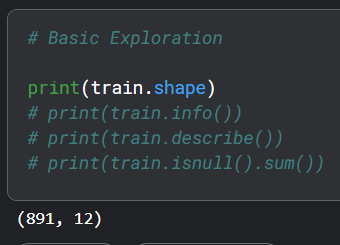 # Basic Exploration
print(train.shape)
# print(train.info())
# print(train.describe())
# print(train.isnull().sum())
(891, 12)